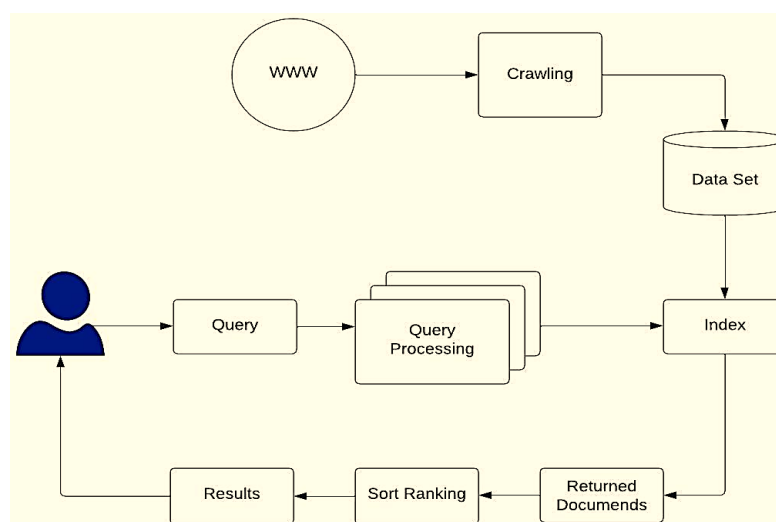 WWW
Crawling
Data Set
Query
Query
Processing
Index
Results
Sort Ranking
Returned
Documends